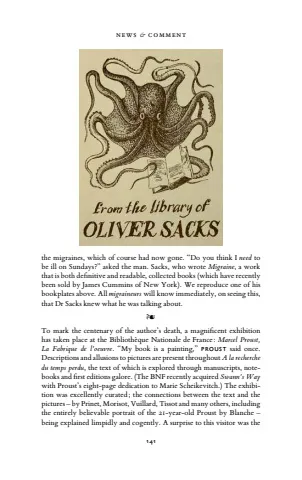 NEWS & COMMENT
from the library of
OLIVER SACKS
the migraines, which of course had now gone. “Do you think I need to
be ill on Sundays?” asked the man. Sacks, who wrote Migraine, a work
that is both definitive and readable, collected books (which have recently
been sold by James Cummins of New York). We reproduce one of his
bookplates above. All migraineurs will know immediately, on seeing this,
that Dr Sacks knew what he was talking about.
To mark the centenary of the author’s death, a magnificent exhibition
has taken place at the Bibliothèque Nationale de France: Marcel Proust,
La Fabrique de l’oeuvre. “My book is a painting,” PROUST said once.
Descriptions and allusions to pictures are present throughout A la recherche
du temps perdu, the text of which is explored through manuscripts, note-
books and first editions galore. (The BNF recently acquired Swann’s Way
with Proust’s eight-page dedication to Marie Scheikevitch.) The exhibi-
tion was excellently curated; the connections between the text and the
pictures – by Prinet, Morisot, Vuillard, Tissot and many others, including
the entirely believable portrait of the 21-year-old Proust by Blanche –
being explained limpidly and cogently. A surprise to this visitor was the
141